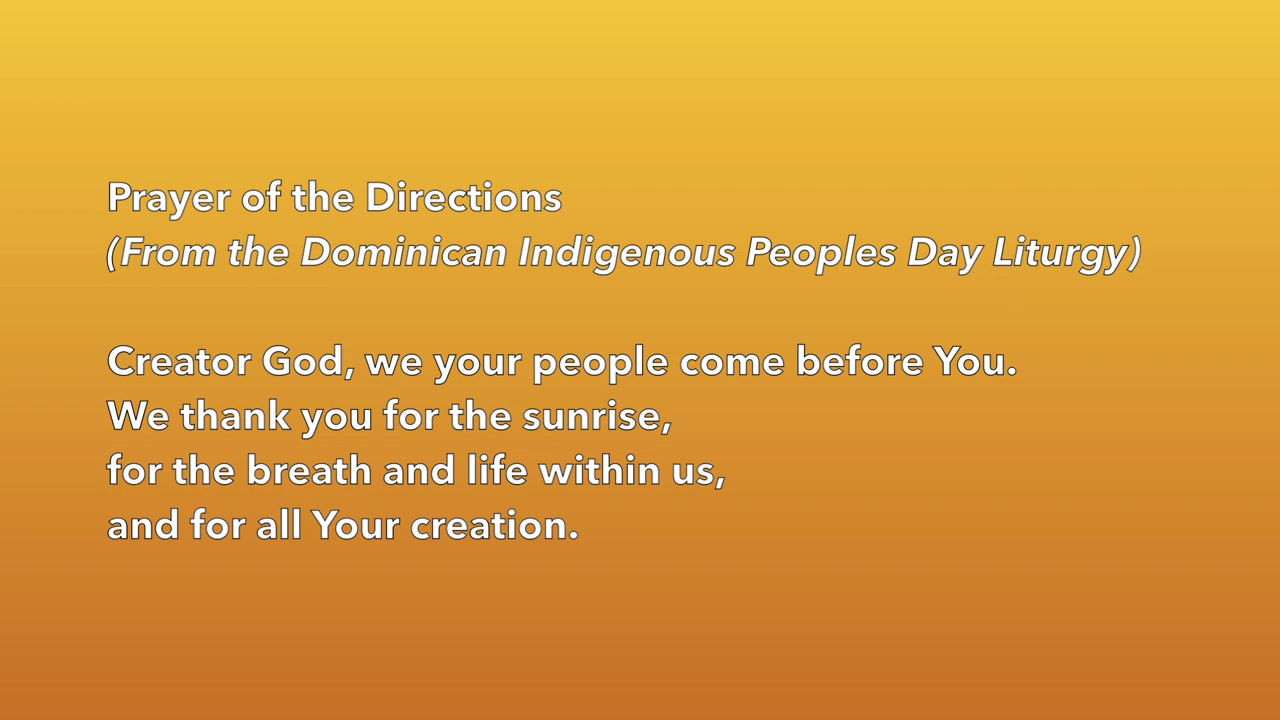 Prayer of the Directions
(From the Dominican Indigenous Peoples Day Liturgy)
Creator God, we your people come before You.
We thank you for the sunrise,
for the breath and life within us,
and for all Your creation.